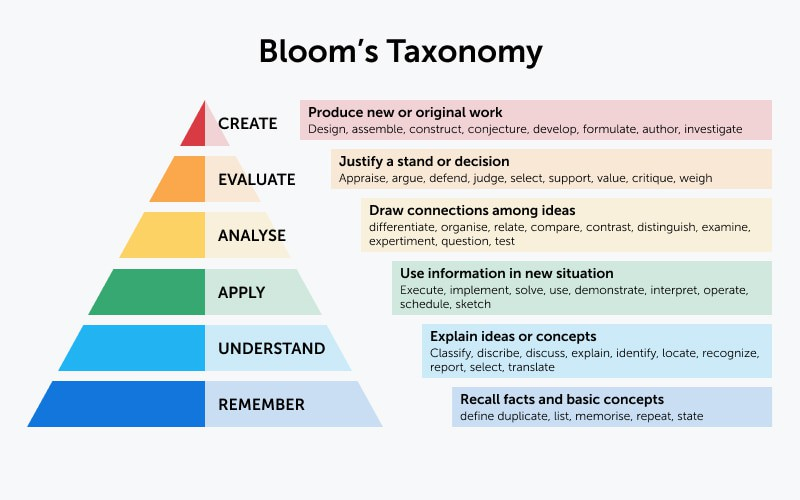 Bloom's Taxonomy
CREATE
Produce new or original work
Design, assemble, construct, conjecture, develop, formulate, author, investigate
EVALUATE
Justify a stand or decision
Appraise, argue, defend, judge, select, support, value, critique, weigh
ANALYSE
Draw connections among ideas
differentiate, organise, relate, compare, contrast, distinguish, examine,
expertiment, question, test
APPLY
Use information in new situation
Execute, implement, solve, use, demonstrate, interpret, operate,
schedule, sketch
UNDERSTAND
Explain ideas or concepts
Classify, discribe, discuss, explain, identify, locate, recognize,
report, select, translate
REMEMBER
Recall facts and basic concepts
define duplicate, list, memorise, repeat, state